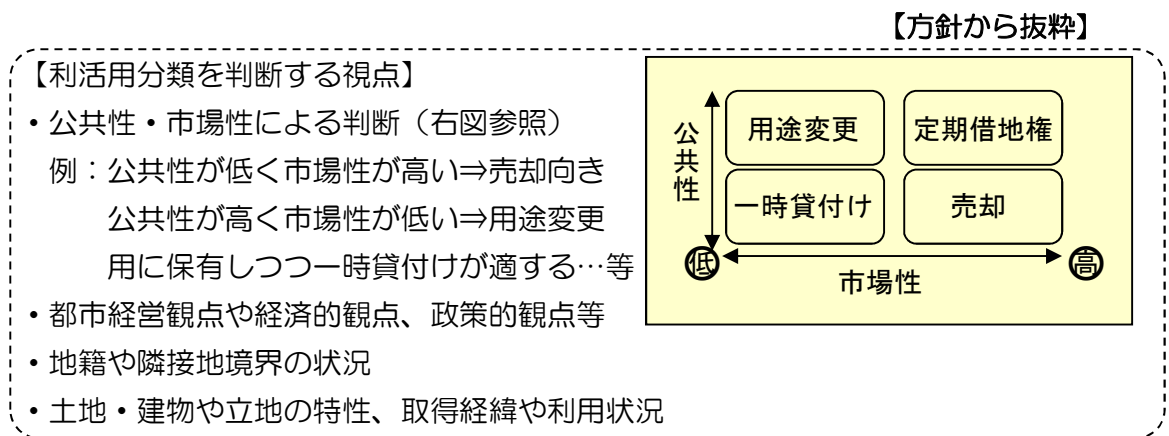 【方針から抜粋】
【利活用分類を判断する視点】
・公共性・市場性による判断（右図参照）
例：公共性が低く市場性が高い⇒売却向き
公共性が高く市場性が低い⇒用途変更
用に保有しつつ一時貸付けが適する…等
・都市経営観点や経済的観点、政策的観点等
・地籍や隣接地境界の状況
・土地・建物や立地の特性、取得経緯や利用状況
公共性
用途変更
定期借地権
一時貸付け
売却
低
市場性
高